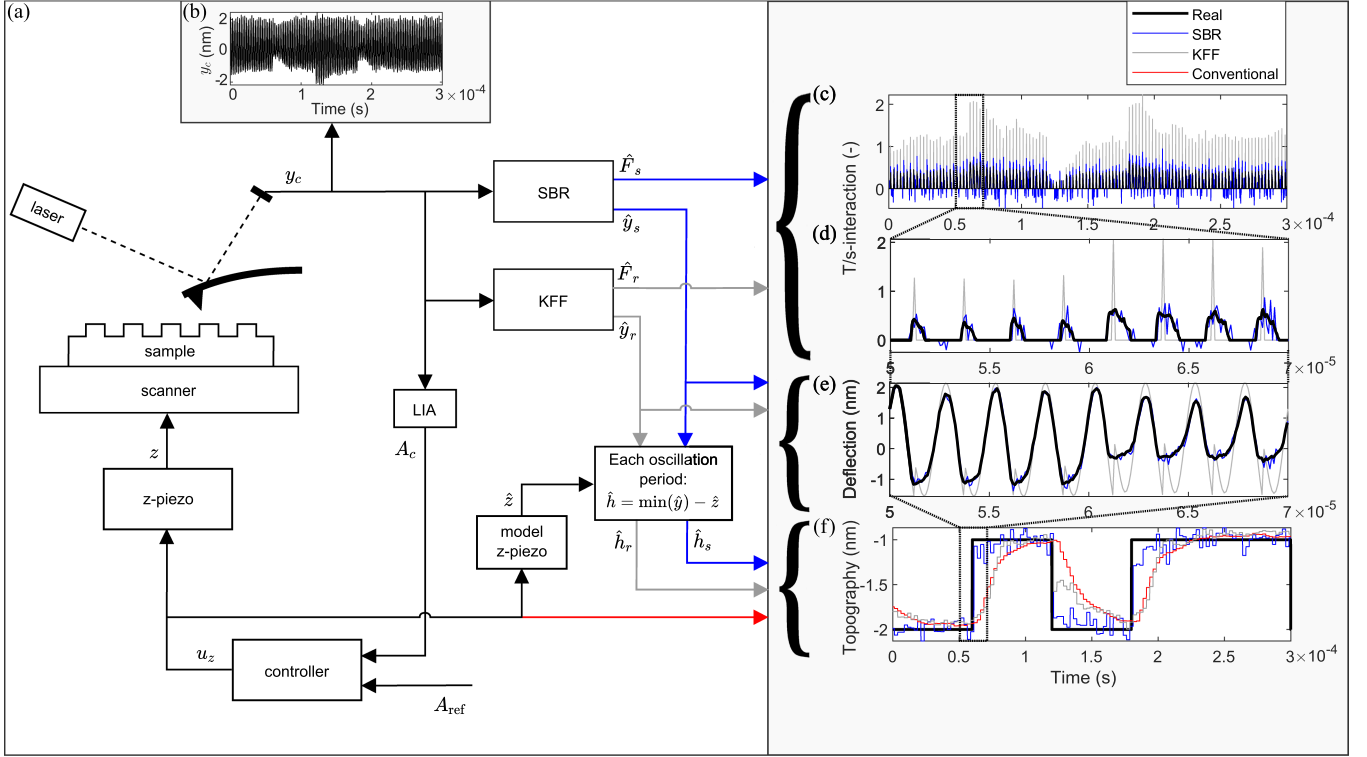 (a)
(b)
2
0
-2
y_c (nm)
0 1 2 3 ×10⁻⁴
Time (s)
laser
y_c
SBR
F̂_s
ŷ_s
KFF
F̂_r
ŷ_r
sample
scanner
LIA
A_c
z
z-piezo
ẑ
model
z-piezo
Each oscillation
period:
ĥ = min(ŷ) − ẑ
ĥ_r
ĥ_s
u_z
controller
A_ref
Real
SBR
KFF
Conventional
(c)
2
1
0
0 0.5 1 1.5 2 2.5 3 ×10⁻⁴
T/s-interaction (-)
(d)
2
1
0
5 5.5 6 6.5 7 ×10⁻⁵
(e)
Deflection (nm)
2
1
0
-1
5 5.5 6 6.5 7 ×10⁻⁵
(f)
Topography (nm)
-1
-1.5
-2
0 0.5 1 1.5 2 2.5 3 ×10⁻⁴
Time (s)